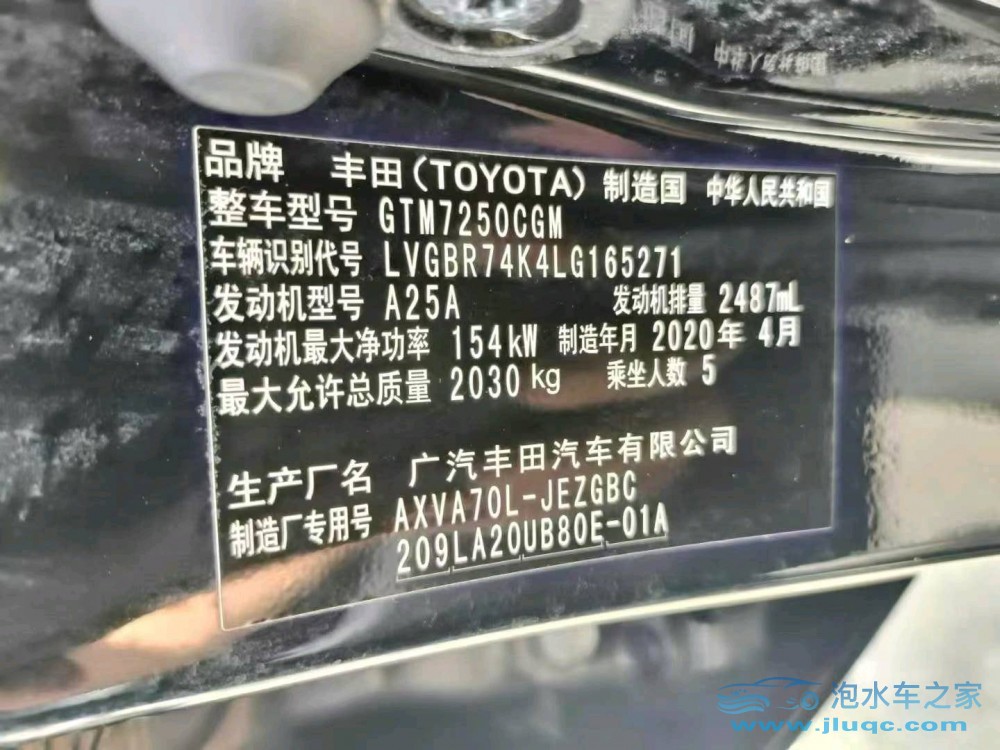 品牌 丰田(TOYOTA) 制造国 中华人民共和国
整车型号 GTM7250CGM
车辆识别代号 LVGBR74K4LG165271
发动机型号 A25A 发动机排量 2487mL
发动机最大净功率 154kW 制造年月 2020年 4月
最大允许总质量 2030kg 乘坐人数 5
生产厂名 广汽丰田汽车有限公司
制造厂专用号 AXVA70L-JEZGBC
209LA20UB80E-01A
泡水车之家
www.jluqc.com